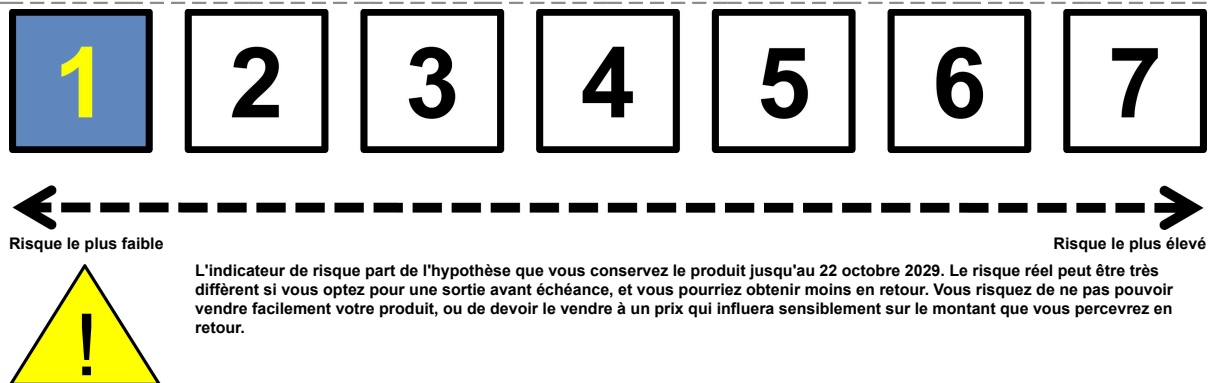 1 2 3 4 5 6 7
Risque le plus faible Risque le plus élevé
L'indicateur de risque part de l'hypothèse que vous conservez le produit jusqu'au 22 octobre 2029. Le risque réel peut être très
diffèrent si vous optez pour une sortie avant échéance, et vous pourriez obtenir moins en retour. Vous risquez de ne pas pouvoir
vendre facilement votre produit, ou de devoir le vendre à un prix qui influera sensiblement sur le montant que vous percevrez en
retour.
!